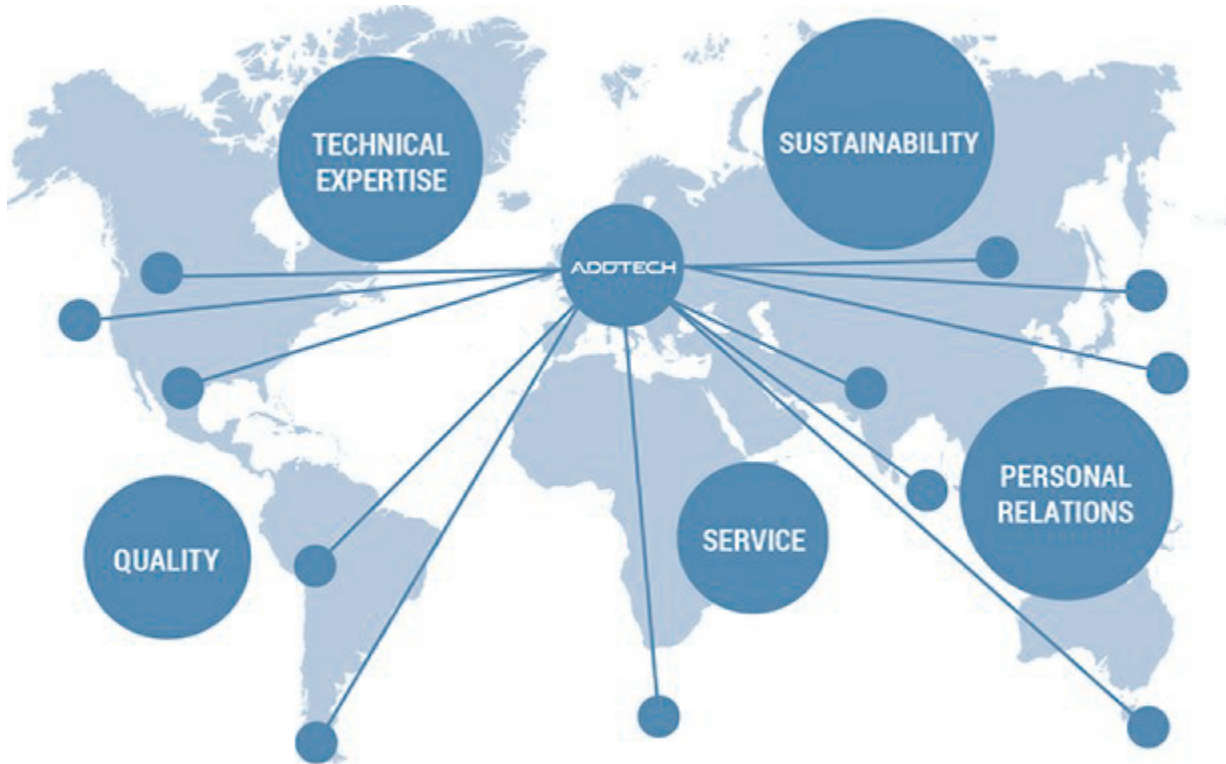 TECHNICAL
EXPERTISE
SUSTAINABILITY
ADDTECH
QUALITY
SERVICE
PERSONAL
RELATIONS